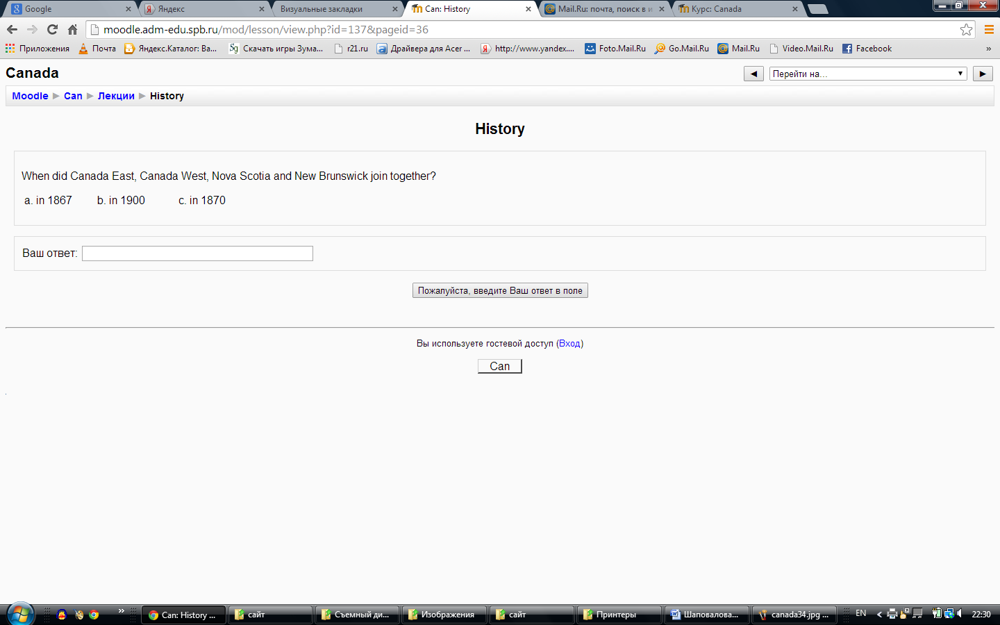 Google
Яндекс
Визуальные закладки
Can: History
Mail.Ru: почта, поиск в и
Курс: Canada
moodle.adm-edu.spb.ru/mod/lesson/view.php?id=137&pageid=36
Приложения
Почта
Яндекс.Каталог: Ba...
Скачать игры Зума...
r21.ru
Драйвера для Acer ...
http://www.yandex....
Foto.Mail.Ru
Go.Mail.Ru
Mail.Ru
Video.Mail.Ru
Facebook
»
Canada
Перейти на...
Moodle ► Can ► Лекции ► History
History
When did Canada East, Canada West, Nova Scotia and New Brunswick join together?
a. in 1867 b. in 1900 c. in 1870
Ваш ответ:
Пожалуйста, введите Ваш ответ в поле
Вы используете гостевой доступ (Вход)
Can
.
»
Can: History ...
сайт
Съемный ди...
Изображения
сайт
Принтеры
Шаповалова...
canada34.jpg ...
EN
22:30